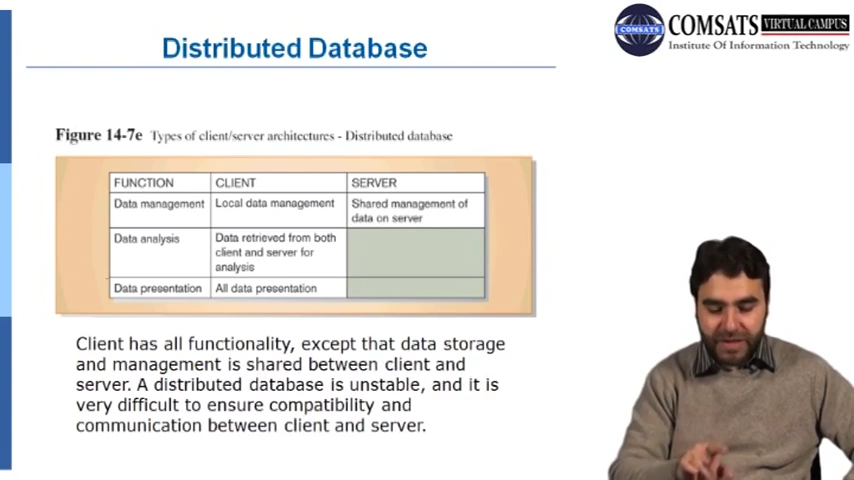 Distributed Database
COMSATS
COMSATS VIRTUAL CAMPUS
Institute Of Information Technology
Figure 14-7e Types of client/server architectures - Distributed database
FUNCTION CLIENT SERVER
Data management Local data management Shared management of
data on server
Data analysis Data retrieved from both
client and server for
analysis
Data presentation All data presentation
Client has all functionality, except that data storage
and management is shared between client and
server. A distributed database is unstable, and it is
very difficult to ensure compatibility and
communication between client and server.